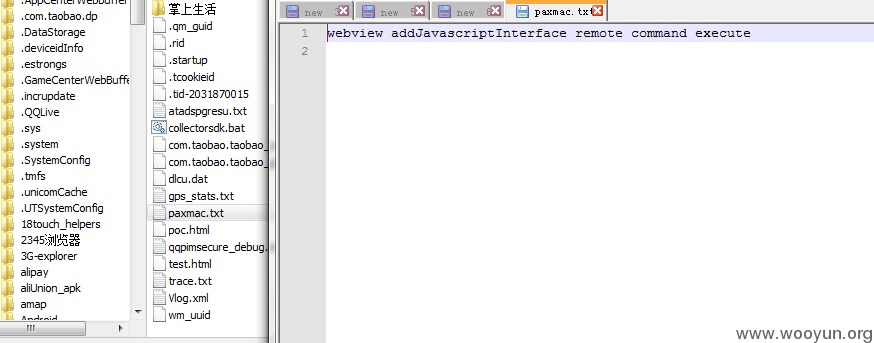 .AppCenterWebBuffer
.com.taobao.dp
.DataStorage
.deviceidInfo
.estrongs
.GameCenterWebBuffe
.incrupdate
.QQLive
.sys
.system
.SystemConfig
.tmfs
.unicomCache
.UTSystemConfig
18touch_helpers
2345浏览器
3G-explorer
alipay
aliUnion_apk
amap
Android
掌上生活
.qm_guid
.rid
.startup
.tcookieid
.tid-2031870015
atadspgresu.txt
collectorsdk.bat
com.taobao.taobao_
com.taobao.taobao_
dlcu.dat
gps_stats.txt
paxmac.txt
poc.html
qqpimsecure_debug.
test.html
trace.txt
Vlog.xml
wm_uuid
new
new
new
paxmac.txt
1 webview addJavascriptInterface remote command execute
2
www.wooyun.org